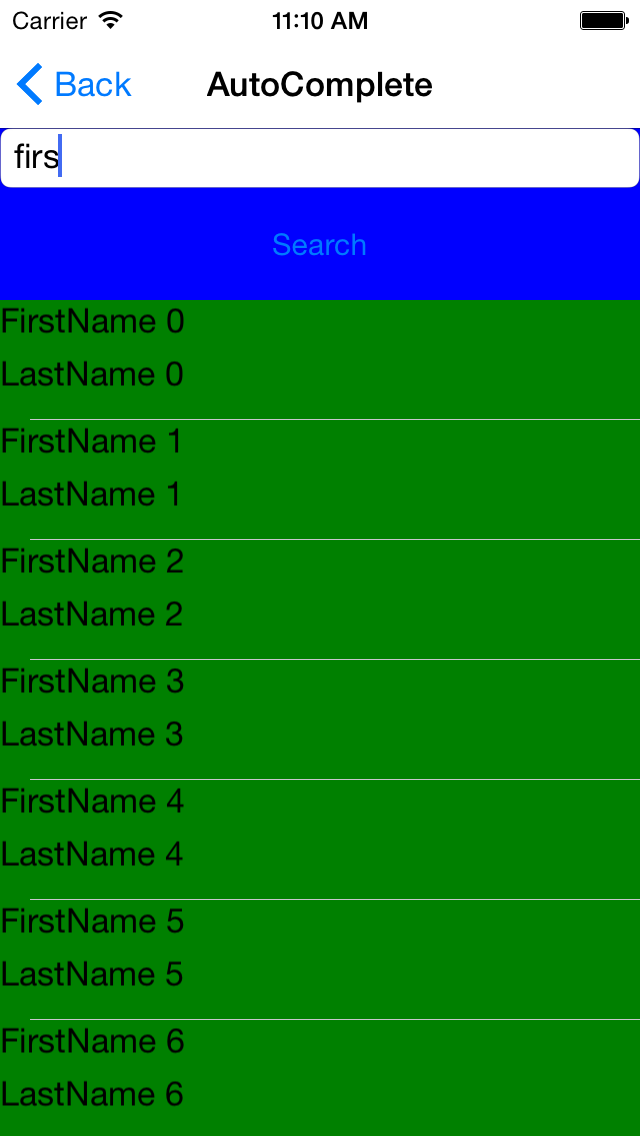 Carrier 11:10 AM
Back AutoComplete
firs
Search
FirstName 0
LastName 0
FirstName 1
LastName 1
FirstName 2
LastName 2
FirstName 3
LastName 3
FirstName 4
LastName 4
FirstName 5
LastName 5
FirstName 6
LastName 6